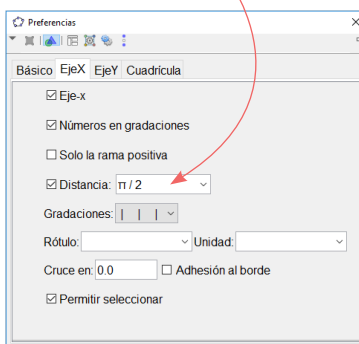 Preferencias
Básico EjeX EjeY Cuadrícula
Eje-x
Números en gradaciones
Solo la rama positiva
Distancia: π / 2
Gradaciones: | | |
Rótulo: Unidad:
Cruce en: 0.0 Adhesión al borde
Permitir seleccionar